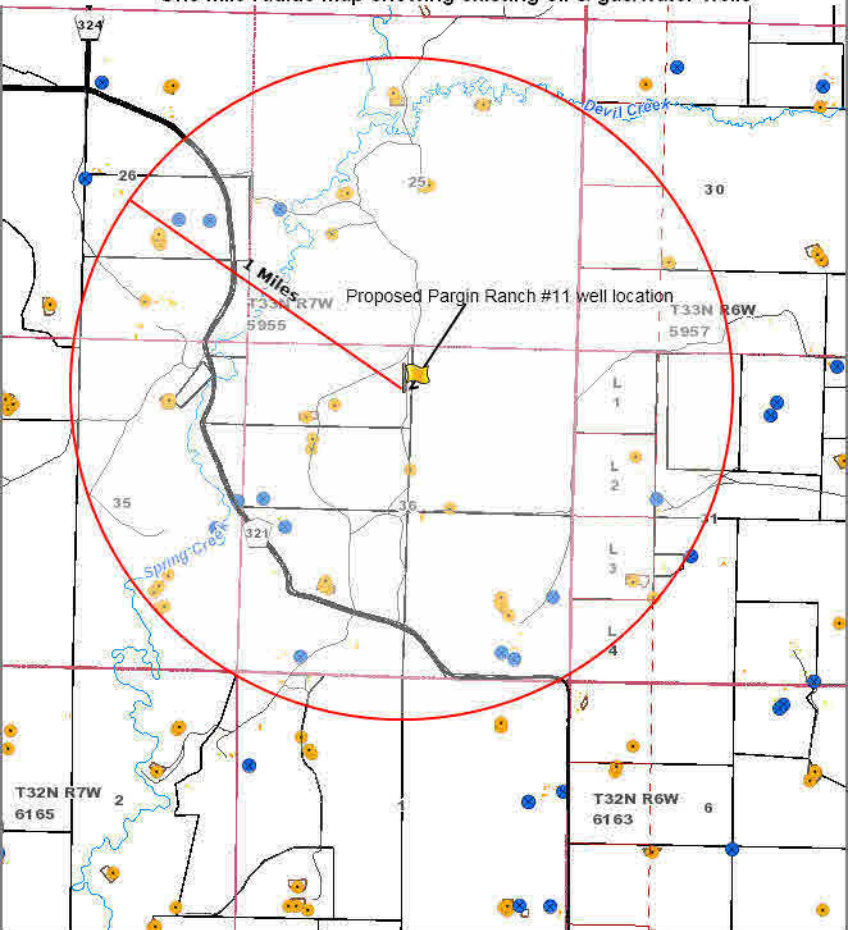 324
Devil Creek
26
25
30
1 Miles
T33N R7W
5955
Proposed Pargin Ranch #11 well location
T33N R6W
5957
L
1
L
2
35
36
31
321
Spring Creek
L
3
L
4
T32N R7W
6165
2
1
T32N R6W
6163
6